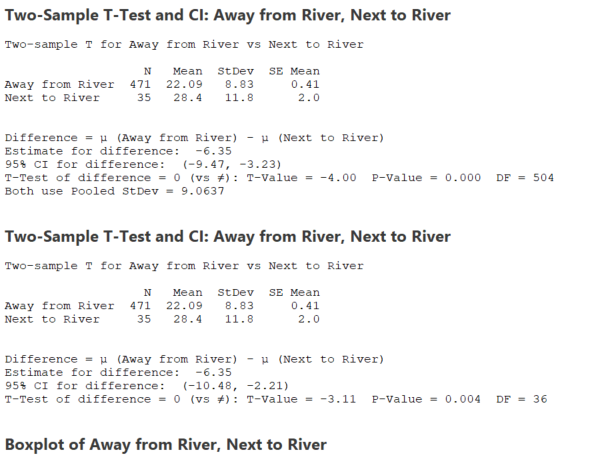 Two-Sample T-Test and CI: Away from River, Next to River
Two-sample T for Away from River vs Next to River
N Mean StDev SE Mean
Away from River 471 22.09 8.83 0.41
Next to River 35 28.4 11.8 2.0
Difference = μ (Away from River) - μ (Next to River)
Estimate for difference: -6.35
95% CI for difference: (-9.47, -3.23)
T-Test of difference = 0 (vs ≠): T-Value = -4.00 P-Value = 0.000 DF = 504
Both use Pooled StDev = 9.0637
Two-Sample T-Test and CI: Away from River, Next to River
Two-sample T for Away from River vs Next to River
N Mean StDev SE Mean
Away from River 471 22.09 8.83 0.41
Next to River 35 28.4 11.8 2.0
Difference = μ (Away from River) - μ (Next to River)
Estimate for difference: -6.35
95% CI for difference: (-10.48, -2.21)
T-Test of difference = 0 (vs ≠): T-Value = -3.11 P-Value = 0.004 DF = 36
Boxplot of Away from River, Next to River